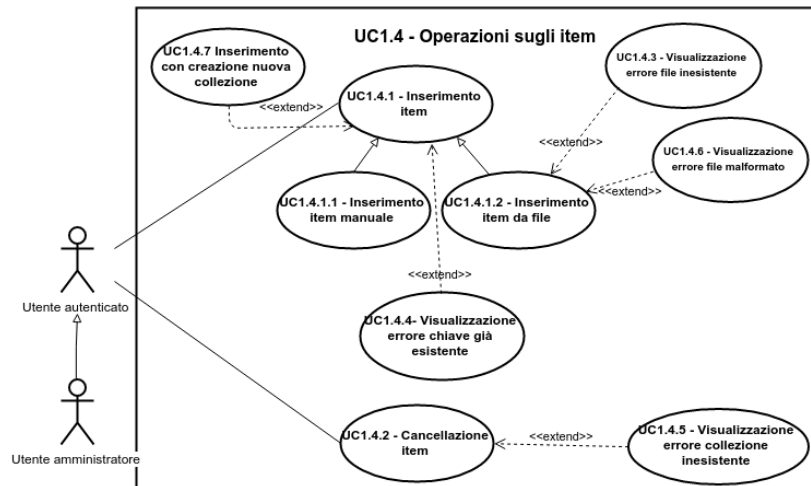 UC1.4 - Operazioni sugli item
UC1.4.7 Inserimento
con creazione nuova
collezione
<<extend>>
UC1.4.1 - Inserimento
item
UC1.4.3 - Visualizzazione
errore file inesistente
<<extend>>
UC1.4.6 - Visualizzazione
errore file malformato
<<extend>>
UC1.4.1.1 - Inserimento
item manuale
UC1.4.1.2 - Inserimento
item da file
<<extend>>
Utente autenticato
UC1.4.4- Visualizzazione
errore chiave già
esistente
UC1.4.2 - Cancellazione
item
<<extend>>
UC1.4.5 - Visualizzazione
errore collezione
inesistente
Utente amministratore